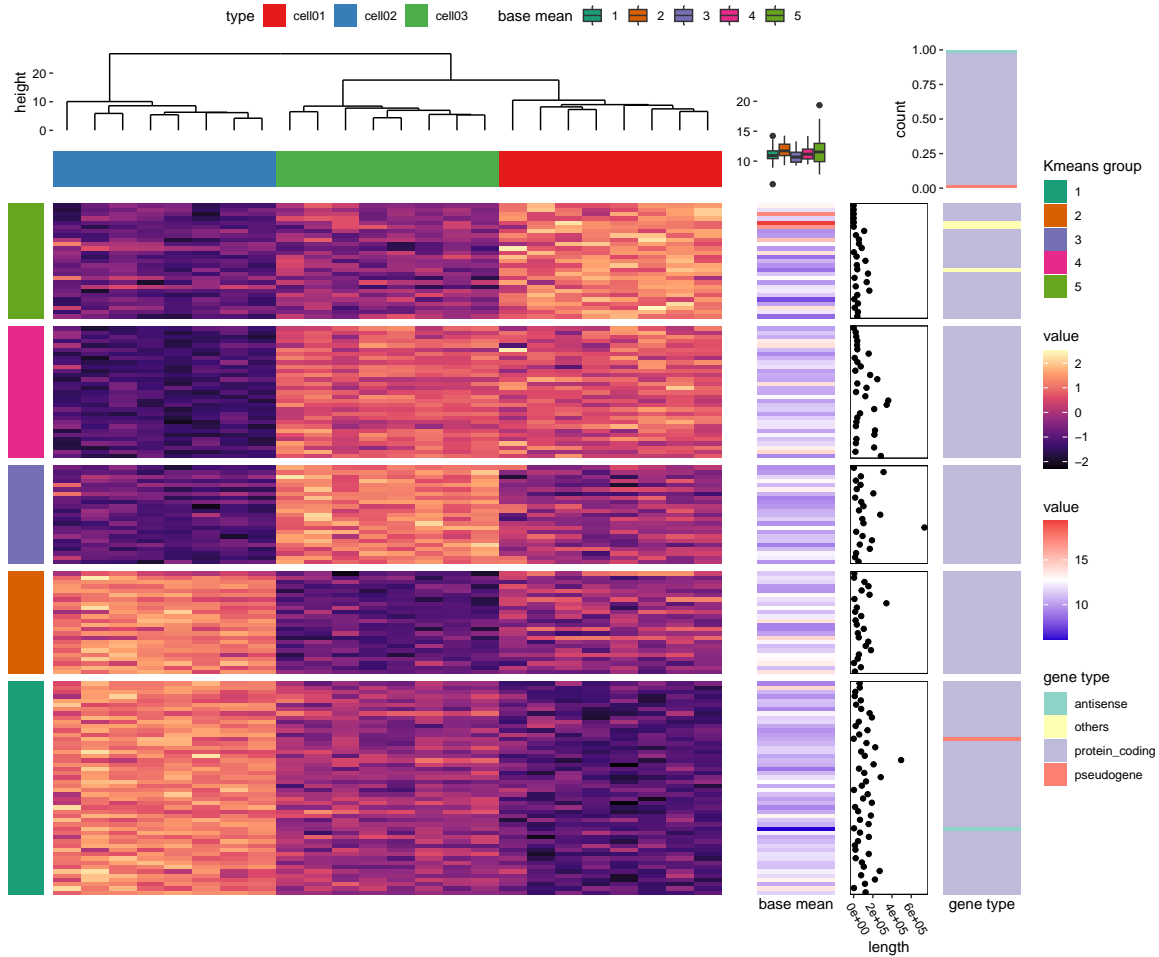 type cell01 cell02 cell03 base mean 1 2 3 4 5
height
20
10
0
20
15
10
count
1.00
0.75
0.50
0.25
0.00
Kmeans group
1
2
3
4
5
value
2
1
0
−1
−2
value
15
10
gene type
antisense
others
protein_coding
pseudogene
base mean
0e+00
2e+05
4e+05
6e+05
length
gene type